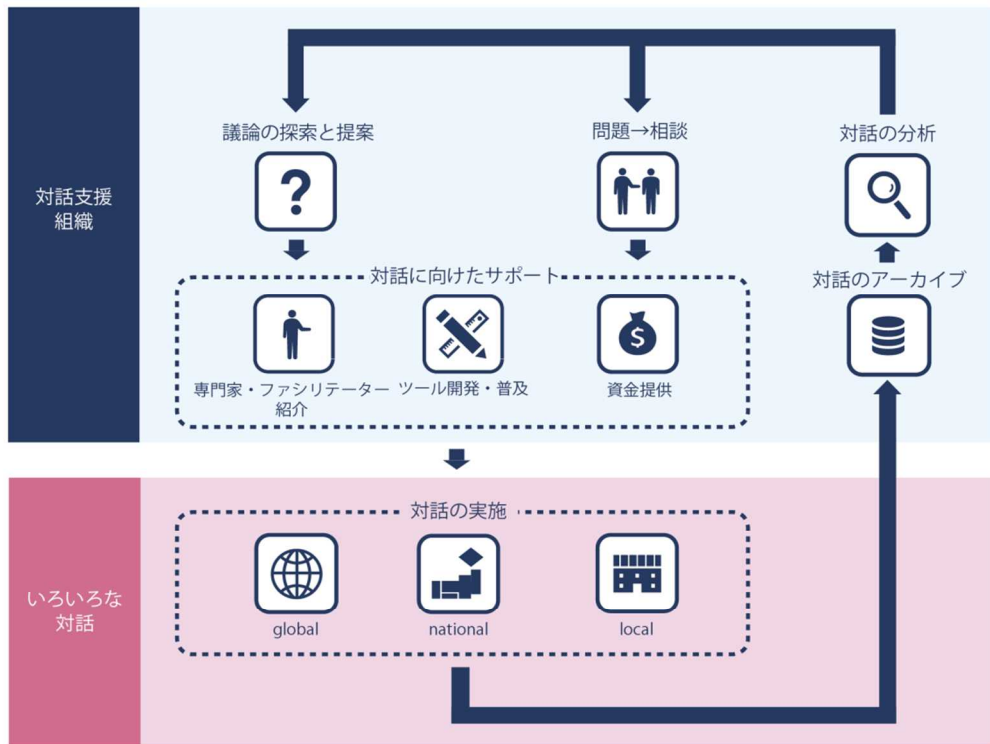 対話支援
組織
議論の探索と提案
問題→相談
対話の分析
?
対話に向けたサポート
対話のアーカイブ
$
専門家・ファシリテーター
紹介
ツール開発・普及
資金提供
いろいろな
対話
対話の実施
global
national
local